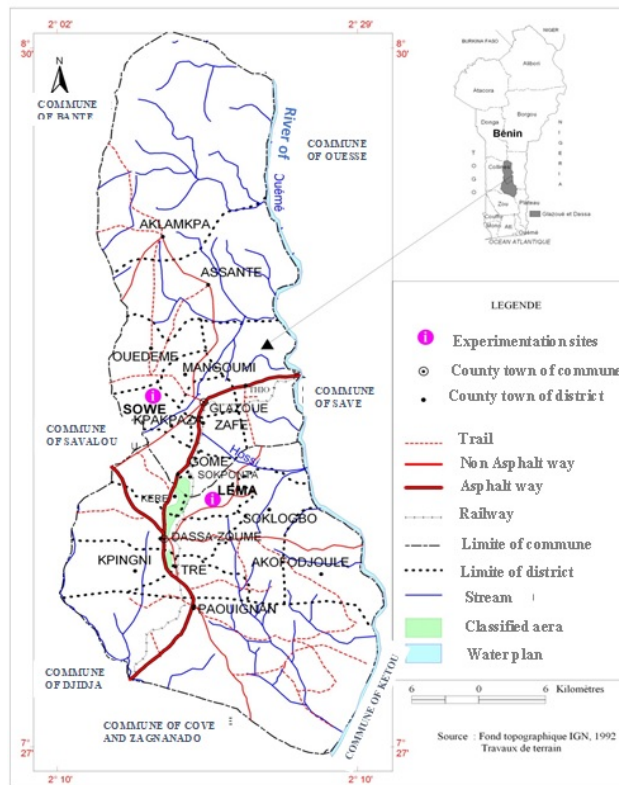 2° 02'
2° 29'
8°
30'
8°
30'
N
COMMUNE
OF BANTE
River of Ouémé
COMMUNE
OF OUESSE
AKLAMKPA
ASSANTE
OUEDEME
MANGOUMI
THIO
SOWE
GLAZOUE
KPAKPAZA
ZAFE
COMMUNE
OF SAVE
COMMUNE
OF SAVALOU
Hossi
GOME
SOKPONTA
KERE
LEMA
SOKLOGBO
DASSA-ZOUME
AKOFODJOULE
KPINGNI
TRE
PAOUIGNAN
COMMUNE
OF DJIDJA
COMMUNE OF COVE
AND ZAGNANADO
COMMUNE OF KETOU
7°
27'
7°
27'
2° 10'
2° 10'
BURKINA FASO
NIGER
Alibori
Atacora
Borgou
Donga
Bénin
TOGO
NIGERIA
Collines
Plateau
Zou
Couffo
Mono
Atl
Ouémé
OCEAN ATLANTIQUE
Glazoué et Dassa
LEGENDE
Experimentation sites
County town of commune
County town of district
Trail
Non Asphalt way
Asphalt way
Railway
Limite of commune
Limite of district
Stream
Classified aera
Water plan
6 0 6 Kilomètres
Source : Fond topographique IGN, 1992
Travaux de terrain